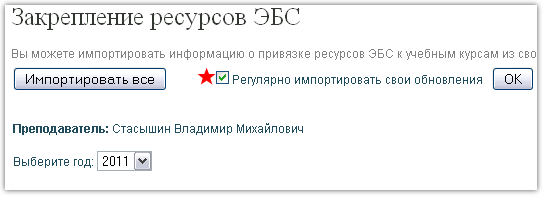 Закрепление ресурсов ЭБС
Вы можете импортировать информацию о привязке ресурсов ЭБС к учебным курсам из сво
Импортировать все Регулярно импортировать свои обновления OK
Преподаватель: Стасышин Владимир Михайлович
Выберите год: 2011